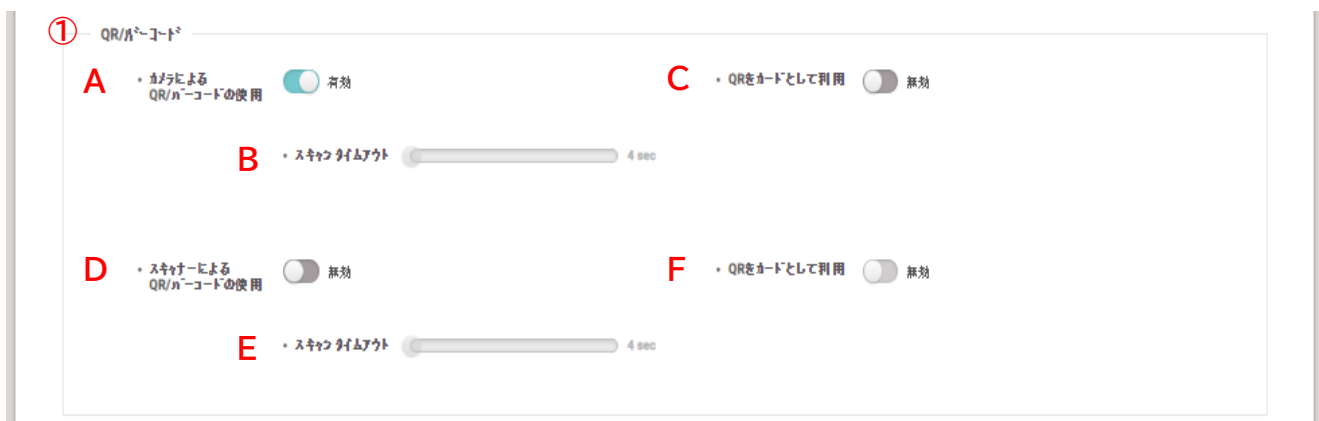 ① QR/ﾊﾞｰｺｰﾄﾞ
A ・ ｶﾒﾗによる
QR/ﾊﾞーコードの使用 有効
C ・ QRをｶｰﾄﾞとして利用 無効
B ・ ｽｷｬﾝ ﾀｲﾑｱｳﾄ 4 sec
D ・ ｽｷｬﾅーによる
QR/ﾊﾞーコードの使用 無効
F ・ QRをｶｰﾄﾞとして利用 無効
E ・ ｽｷｬﾝ ﾀｲﾑｱｳﾄ 4 sec